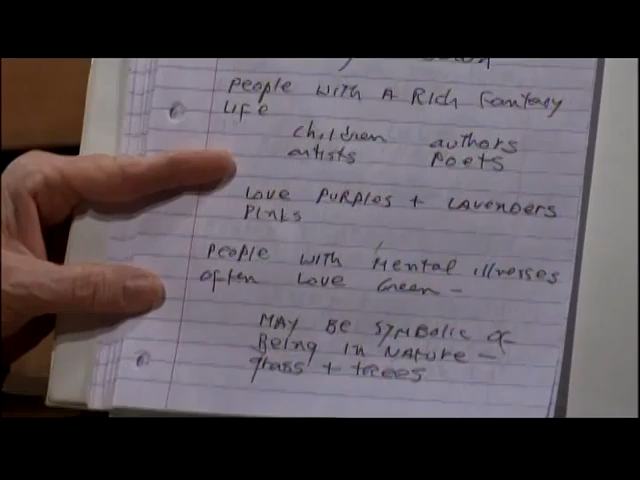 People with A Rich Fantasy
Life
children authors
artists Poets
Love PURPles + LAVENDERS
Pinks
People with Mental illnesses
often Love Green -
MAY Be SYMBOLIC of
Being in NATURE -
grass + trees